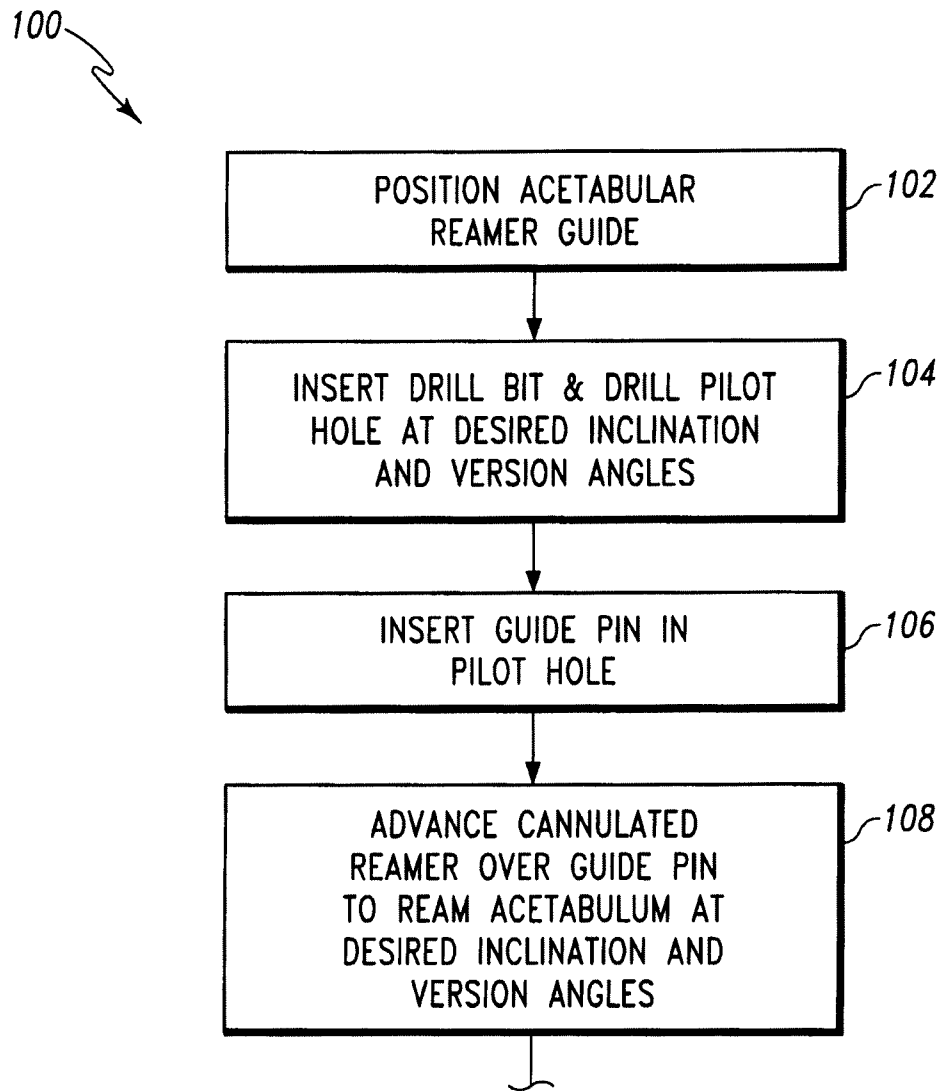 100
POSITION ACETABULAR
REAMER GUIDE
102
INSERT DRILL BIT & DRILL PILOT
HOLE AT DESIRED INCLINATION
AND VERSION ANGLES
104
INSERT GUIDE PIN IN
PILOT HOLE
106
ADVANCE CANNULATED
REAMER OVER GUIDE PIN
TO REAM ACETABULUM AT
DESIRED INCLINATION AND
VERSION ANGLES
108